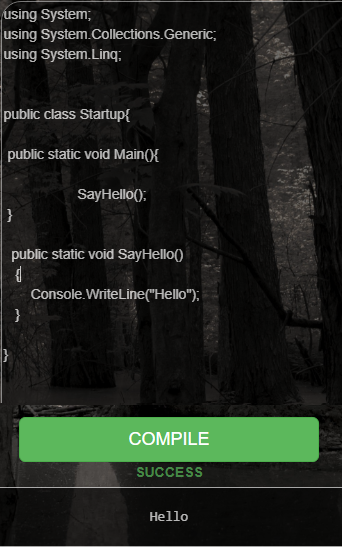 using System;
using System.Collections.Generic;
using System.Linq;
public class Startup{
public static void Main(){
SayHello();
}
public static void SayHello()
{
Console.WriteLine("Hello");
}
}
COMPILE
SUCCESS
Hello